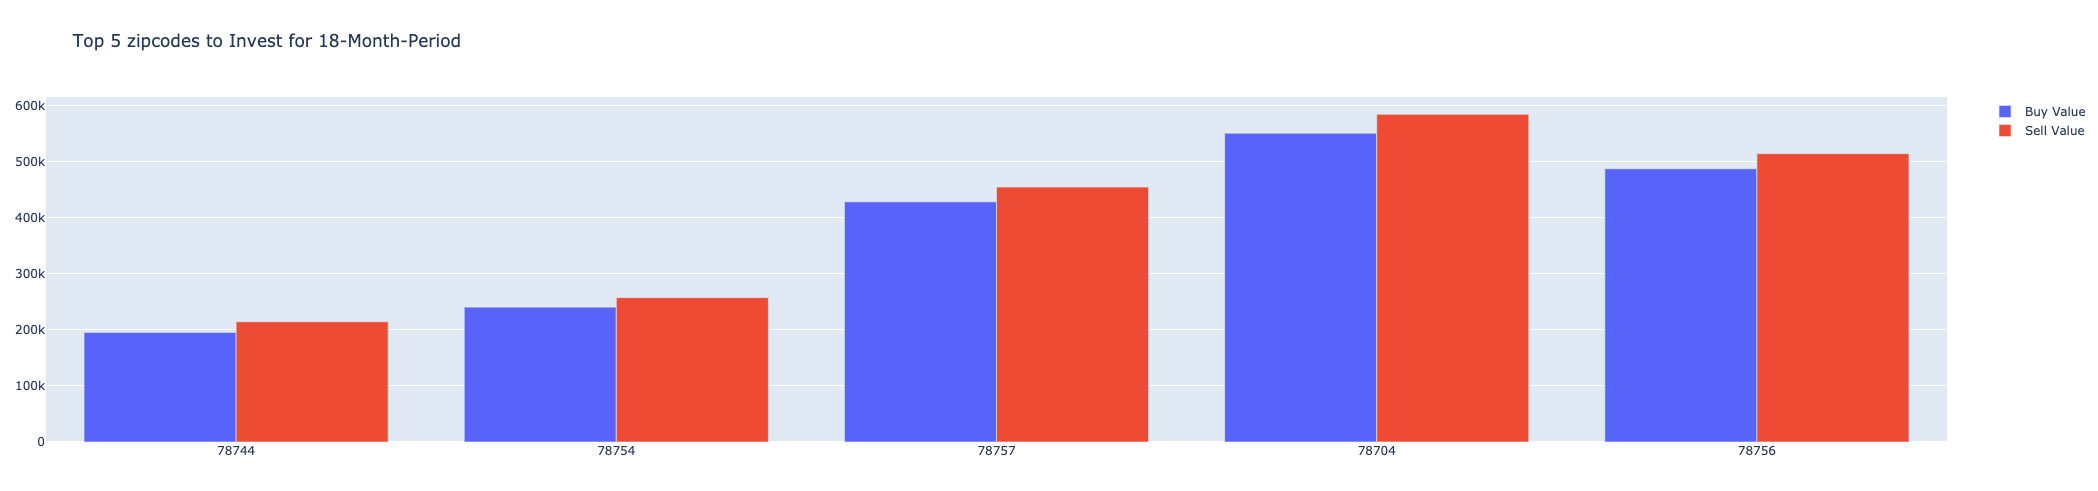 Top 5 zipcodes to Invest for 18-Month-Period
600k
500k
400k
300k
200k
100k
0
78744
78754
78757
78704
78756
Buy Value
Sell Value